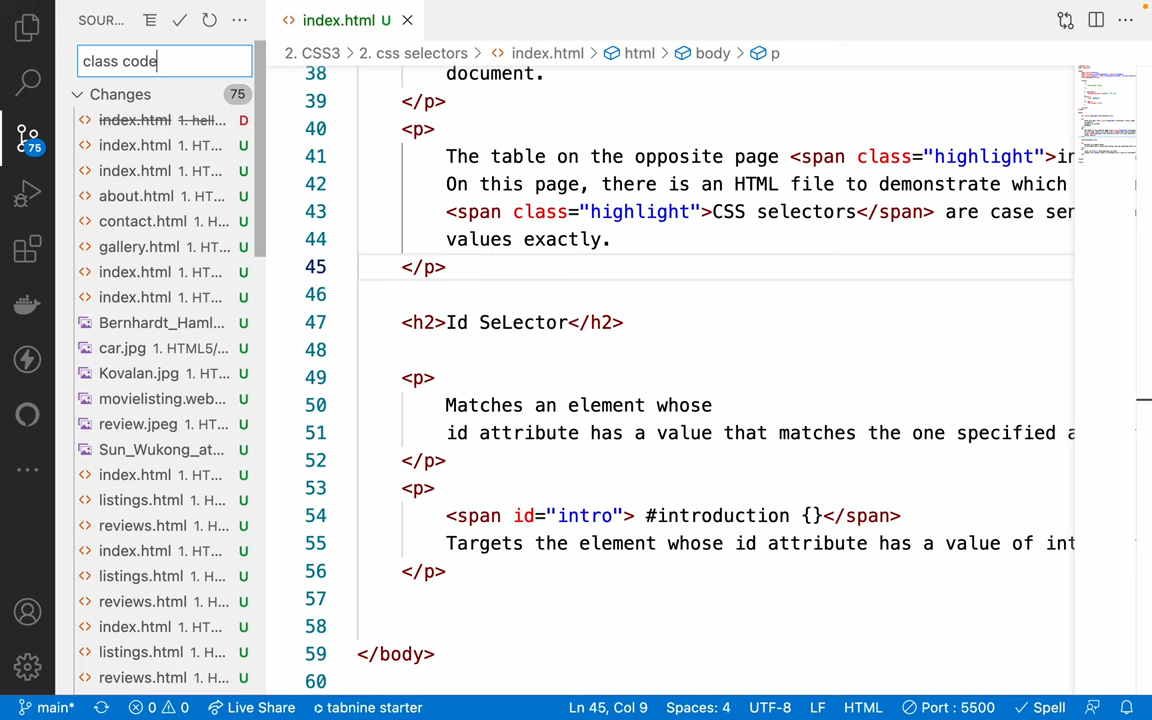 SOUR...
index.html U
class code
2. CSS3 > 2. css selectors > index.html > html > body > p
Changes 75
index.html 1. hell... D
index.html 1. HT... U
index.html 1. HT... U
about.html 1. HT... U
contact.html 1. HT... U
gallery.html 1. HT... U
index.html 1. HT... U
index.html 1. HT... U
Bernhardt_Haml... U
car.jpg 1. HTML5/... U
Kovalan.jpg 1. HT... U
movielisting.web... U
review.jpeg 1. HT... U
Sun_Wukong_at... U
index.html 1. HT... U
listings.html 1. H... U
reviews.html 1. H... U
index.html 1. HT... U
listings.html 1. H... U
reviews.html 1. H... U
index.html 1. HT... U
listings.html 1. H... U
reviews.html 1. H... U
75
38 document.
39 </p>
40 <p>
41 The table on the opposite page <span class="highlight">in
42 On this page, there is an HTML file to demonstrate which
43 <span class="highlight">CSS selectors</span> are case sen
44 values exactly.
45 </p>
46
47 <h2>Id SeLector</h2>
48
49 <p>
50 Matches an element whose
51 id attribute has a value that matches the one specified a
52 </p>
53 <p>
54 <span id="intro"> #introduction {}</span>
55 Targets the element whose id attribute has a value of int
56 </p>
57
58
59 </body>
60
main* 0 0 Live Share tabnine starter Ln 45, Col 9 Spaces: 4 UTF-8 LF HTML Port : 5500 Spell